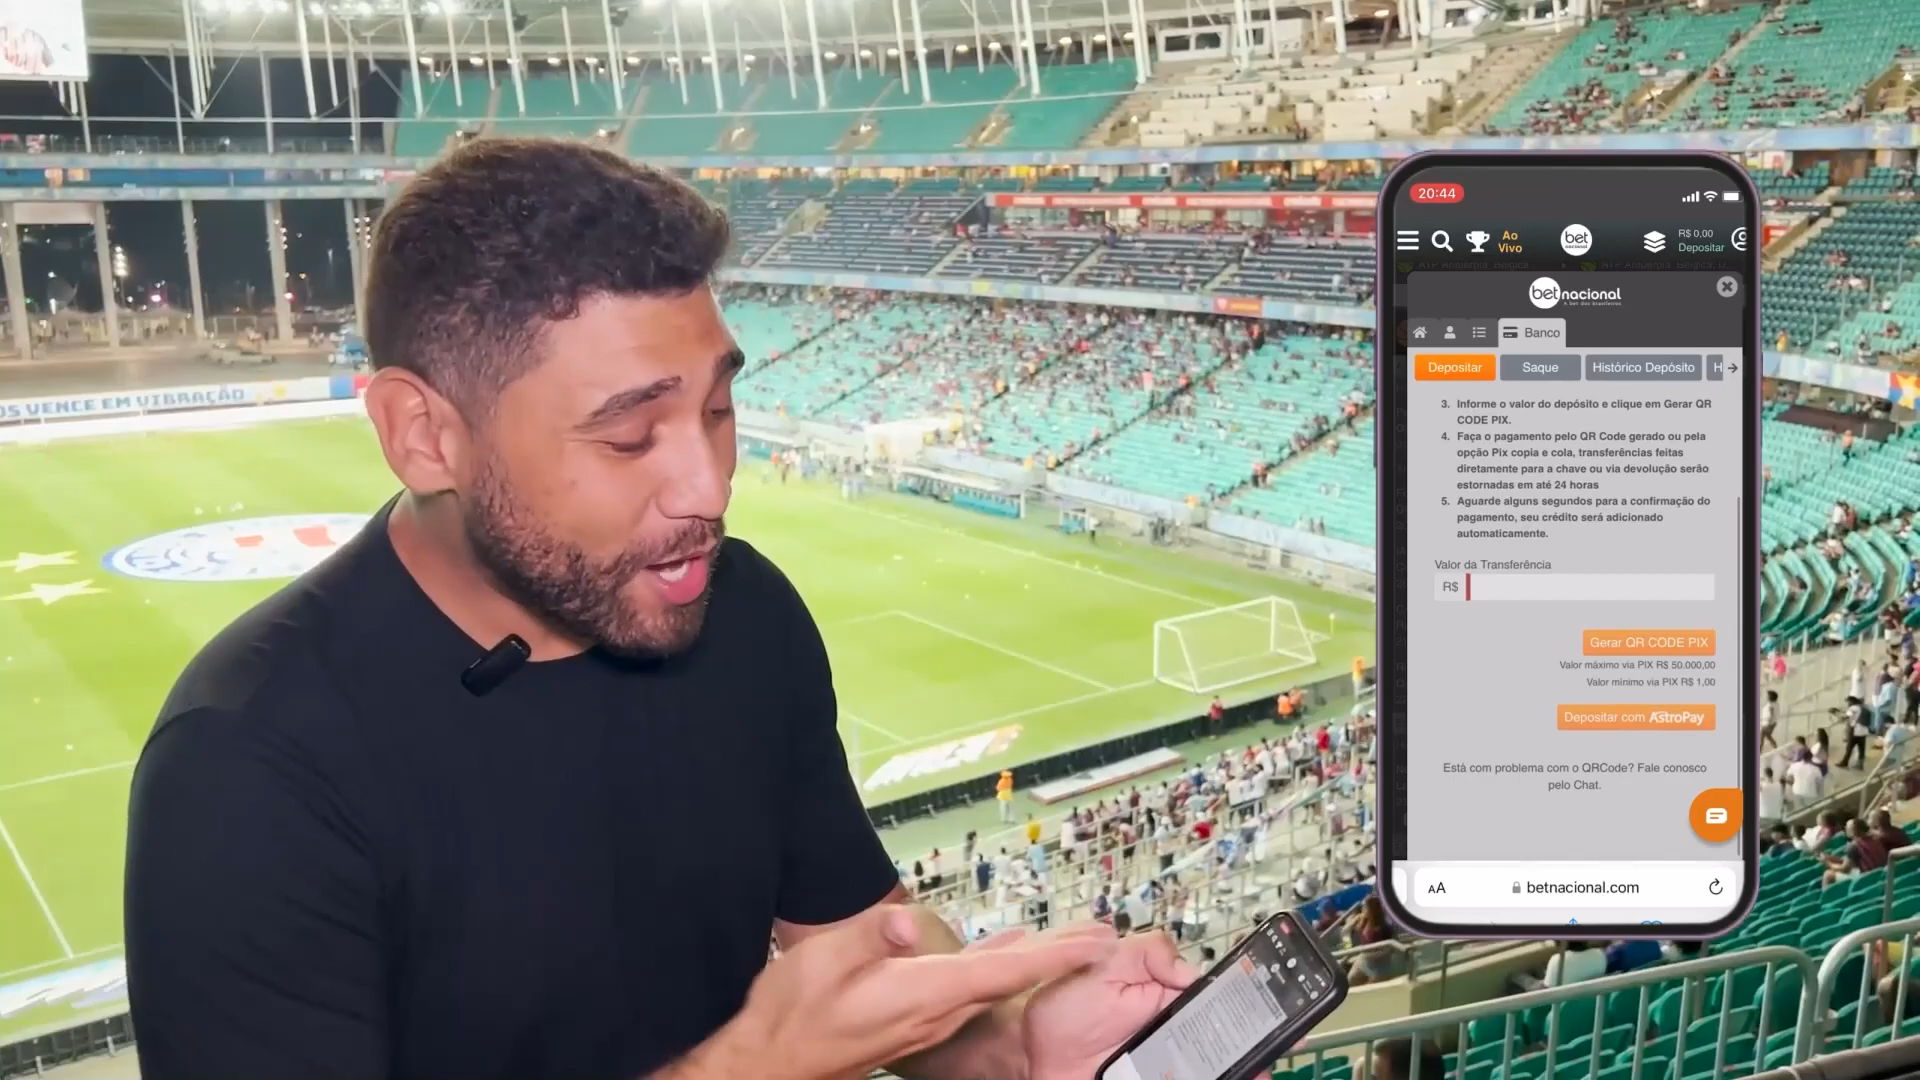 OS VENCE EM VIBRAÇÃO
20:44
Ao
Vivo
bet
nacional
R$ 0,00
Depositar
betnacional
A bet dos brasileiros
Banco
Depositar
Saque
Histórico Depósito
H
3. Informe o valor do depósito e clique em Gerar QR
CODE PIX.
4. Faça o pagamento pelo QR Code gerado ou pela
opção Pix copia e cola, transferências feitas
diretamente para a chave ou via devolução serão
estornadas em até 24 horas
5. Aguarde alguns segundos para a confirmação do
pagamento, seu crédito será adicionado
automaticamente.
Valor da Transferência
R$
Gerar QR CODE PIX
Valor máximo via PIX R$ 50.000,00
Valor mínimo via PIX R$ 1,00
Depositar com AstroPay
Está com problema com o QRCode? Fale conosco
pelo Chat.
AA
betnacional.com